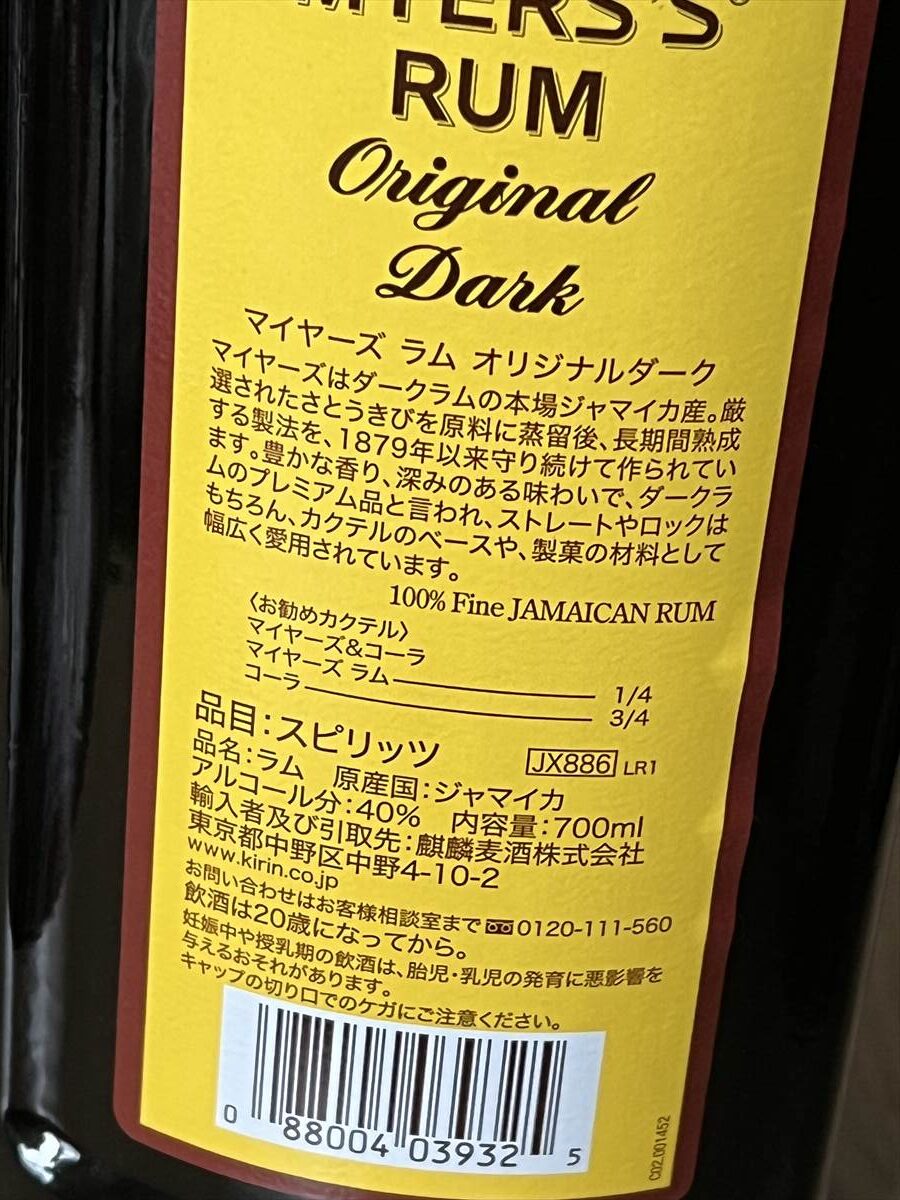 MYERS'S®
RUM
Original
Dark
マイヤーズ ラム オリジナルダーク
マイヤーズはダークラムの本場ジャマイカ産。厳
選されたさとうきびを原料に蒸留後、長期間熟成
する製法を、1879年以来守り続けて作られてい
ます。豊かな香り、深みのある味わいで、ダークラ
ムのプレミアム品と言われ、ストレートやロックは
もちろん、カクテルのベースや、製菓の材料として
幅広く愛用されています。
100% Fine JAMAICAN RUM
〈お勧めカクテル〉
マイヤーズ&コーラ
マイヤーズ ラム 1/4
コーラ 3/4
品目:スピリッツ JX886 LR1
品名:ラム 原産国:ジャマイカ
アルコール分:40% 内容量:700ml
輸入者及び引取先:麒麟麦酒株式会社
東京都中野区中野4-10-2
www.kirin.co.jp
お問い合わせはお客様相談室まで 0120-111-560
飲酒は20歳になってから。
妊娠中や授乳期の飲酒は、胎児・乳児の発育に悪影響を
与えるおそれがあります。
キャップの切り口でのケガにご注意ください。
0 88004 03932 5
C02.001452